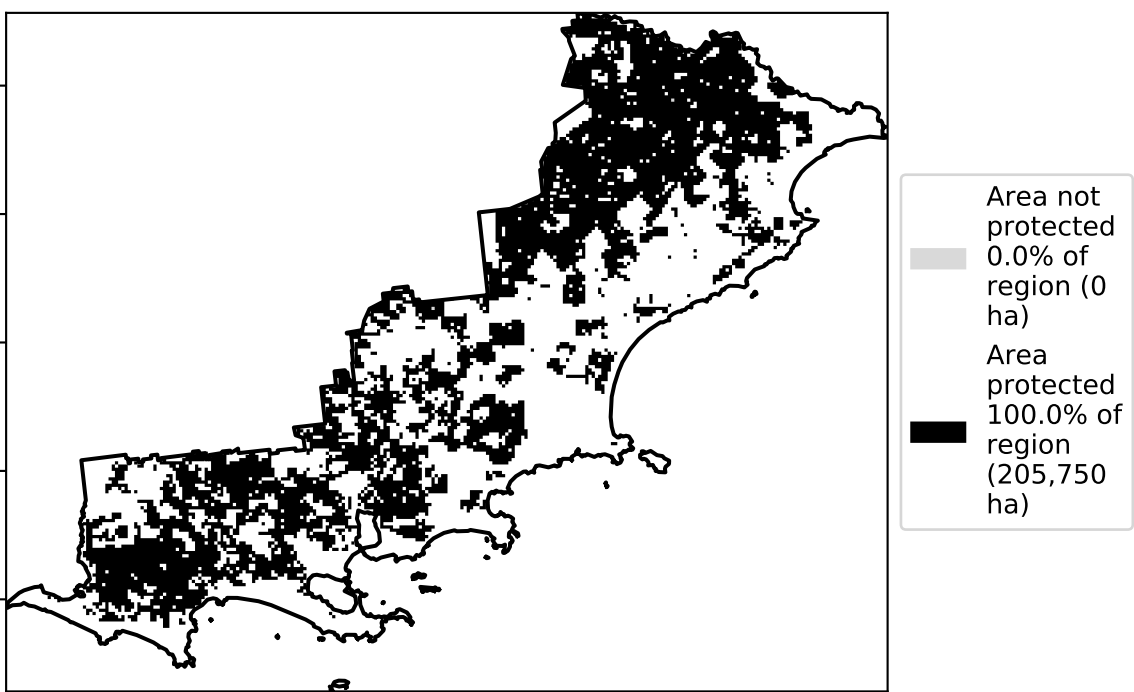 Area not
protected
0.0% of
region (0
ha)
Area
protected
100.0% of
region
(205,750
ha)